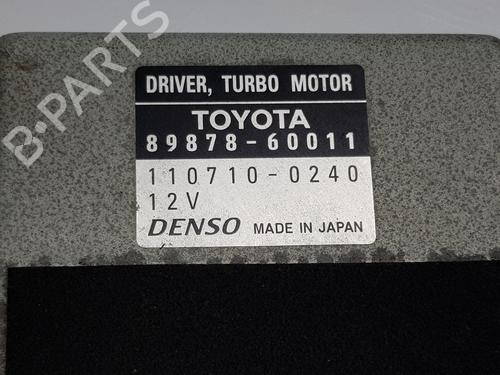 B-PARTS
DRIVER, TURBO MOTOR
TOYOTA
89878-60011
110710-0240
12V
DENSO MADE IN JAPAN